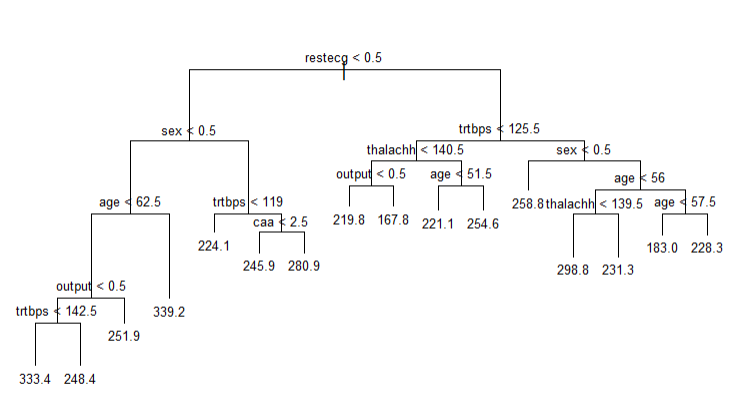 restecg < 0.5
sex < 0.5
trtbps < 125.5
thalachh < 140.5
sex < 0.5
output < 0.5
age < 51.5
age < 56
age < 62.5
trtbps < 119
258.8
thalachh < 139.5
age < 57.5
219.8
167.8
221.1
254.6
caa < 2.5
224.1
183.0
228.3
245.9
280.9
298.8
231.3
output < 0.5
trtbps < 142.5
339.2
251.9
333.4
248.4